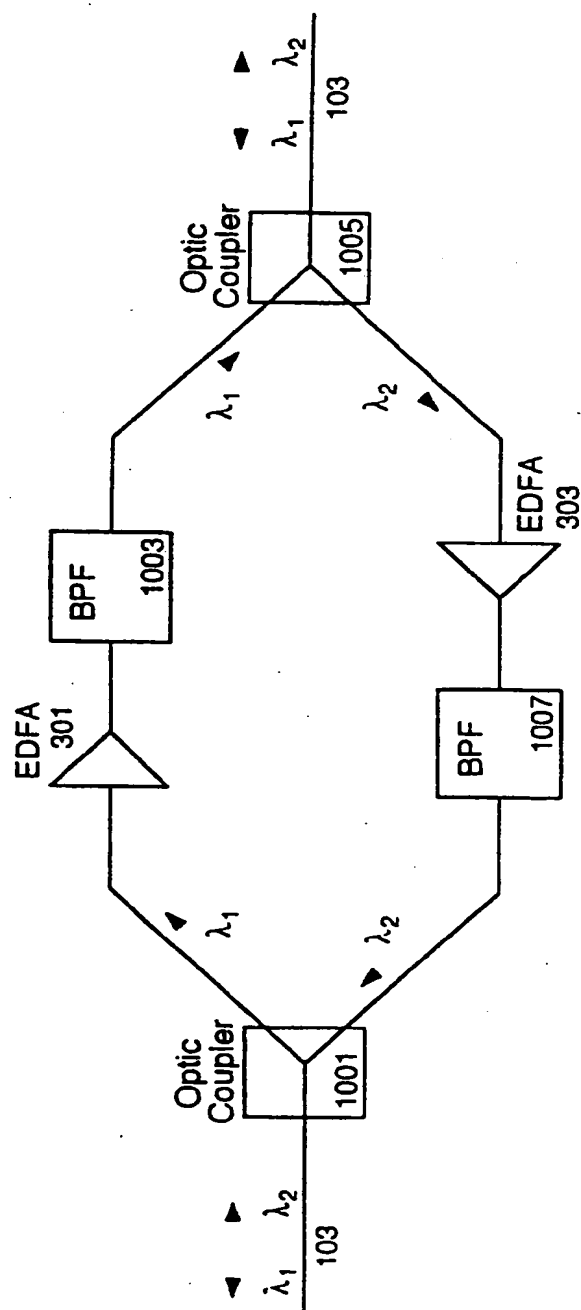 EDFA
301
BPF
1003
Optic
Coupler
1001
Optic
Coupler
1005
λ1 λ2
103
λ1
λ1
λ1 λ2
103
λ2
λ2
BPF
1007
EDFA
303